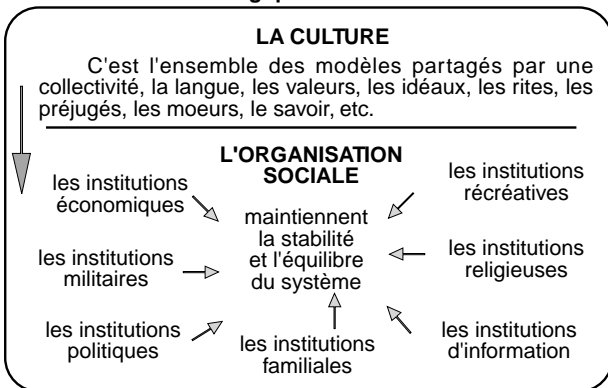 LA CULTURE
C'est l'ensemble des modèles partagés par une
collectivité, la langue, les valeurs, les idéaux, les rites, les
préjugés, les moeurs, le savoir, etc.
L'ORGANISATION
SOCIALE
les institutions
économiques
les institutions
militaires
les institutions
politiques
maintiennent
la stabilité
et l'équilibre
du système
les institutions
familiales
les institutions
récréatives
les institutions
religieuses
les institutions
d'information